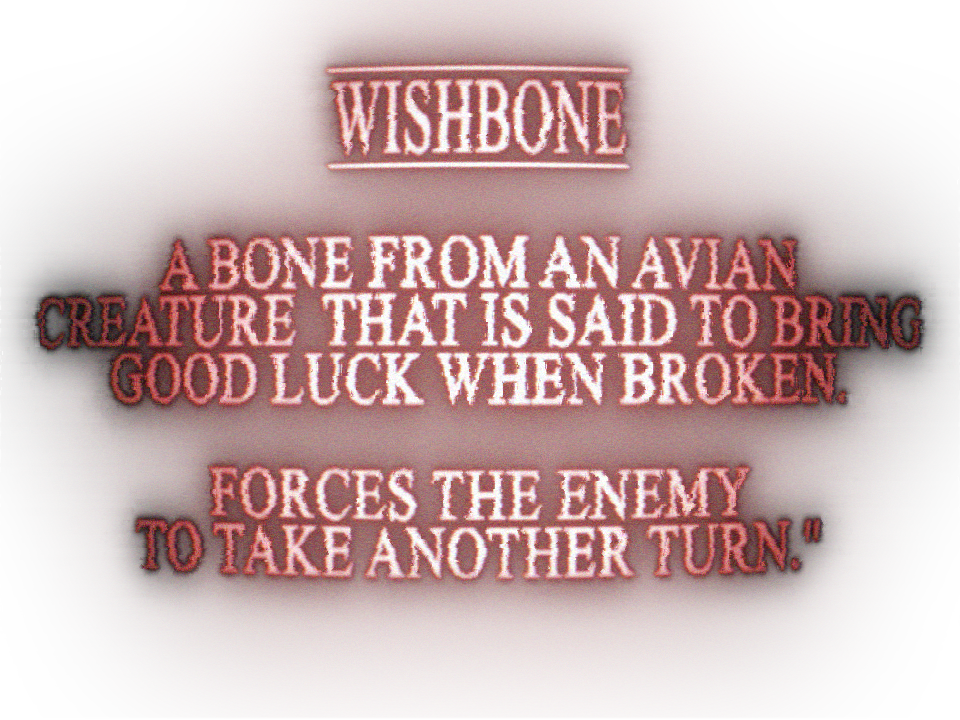 WISHBONE
A BONE FROM AN AVIAN
CREATURE THAT IS SAID TO BRING
GOOD LUCK WHEN BROKEN.
FORCES THE ENEMY
TO TAKE ANOTHER TURN."